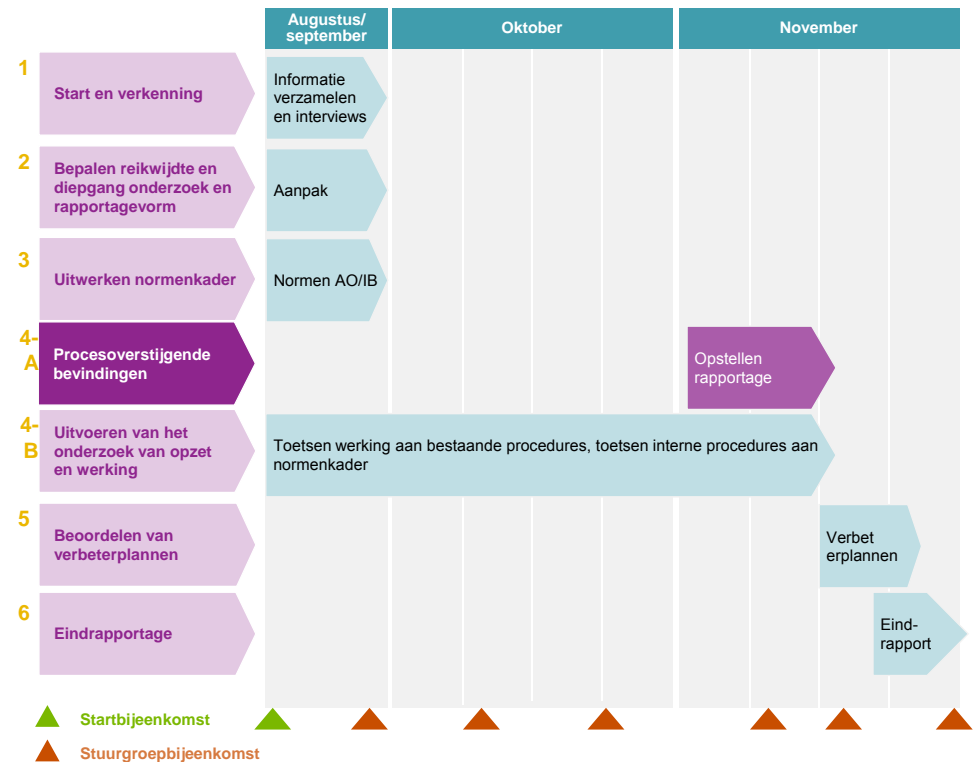 Augustus/
september
Oktober
November
1
Start en verkenning
Informatie
verzamelen
en interviews
2
Bepalen reikwijdte en
diepgang onderzoek en
rapportagevorm
Aanpak
3
Uitwerken normenkader
Normen AO/IB
4-
A
Procesoverstijgende
bevindingen
Opstellen
rapportage
4-
B
Uitvoeren van het
onderzoek van opzet
en werking
Toetsen werking aan bestaande procedures, toetsen interne procedures aan
normenkader
5
Beoordelen van
verbeterplannen
Verbet
erplannen
6
Eindrapportage
Eind-
rapport
Startbijeenkomst
Stuurgroepbijeenkomst